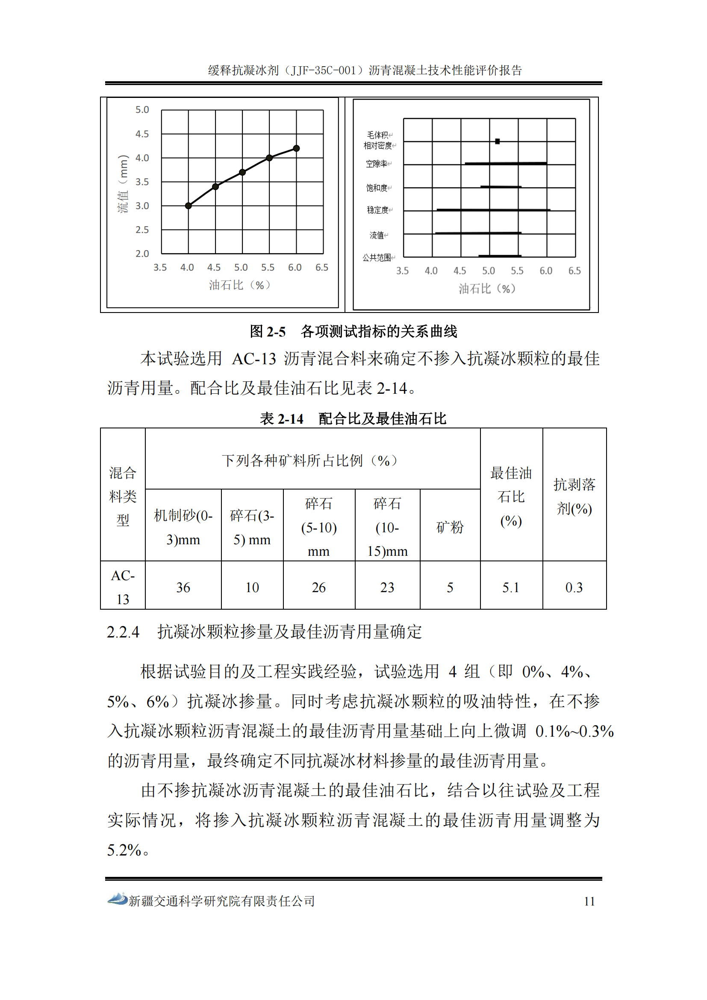 缓释抗凝冰剂（JJF-35C-001）沥青混凝土技术性能评价报告
5.0
4.5
4.0
3.5
3.0
2.5
2.0
流值（mm）
3.5 4.0 4.5 5.0 5.5 6.0 6.5
油石比（%）
毛体积↵
相对密度↵
空隙率↵
饱和度↵
稳定度↵
流值↵
公共范围↵
3.5 4.0 4.5 5.0 5.5 6.0 6.5
油石比（%）
图 2-5 各项测试指标的关系曲线
本试验选用 AC-13 沥青混合料来确定不掺入抗凝冰颗粒的最佳
沥青用量。配合比及最佳油石比见表 2-14。
表 2-14 配合比及最佳油石比
混合
料类
型
下列各种矿料所占比例（%）
最佳油
石比
(%)
抗剥落
剂(%)
机制砂(0-
3)mm
碎石(3-
5) mm
碎石
(5-10)
mm
碎石
(10-
15)mm
矿粉
AC-
13
36 10 26 23 5 5.1 0.3
2.2.4 抗凝冰颗粒掺量及最佳沥青用量确定
根据试验目的及工程实践经验，试验选用 4 组（即 0%、4%、
5%、6%）抗凝冰掺量。同时考虑抗凝冰颗粒的吸油特性，在不掺
入抗凝冰颗粒沥青混凝土的最佳沥青用量基础上向上微调 0.1%~0.3%
的沥青用量，最终确定不同抗凝冰材料掺量的最佳沥青用量。
由不掺抗凝冰沥青混凝土的最佳油石比，结合以往试验及工程
实际情况，将掺入抗凝冰颗粒沥青混凝土的最佳沥青用量调整为
5.2%。
新疆交通科学研究院有限责任公司 11